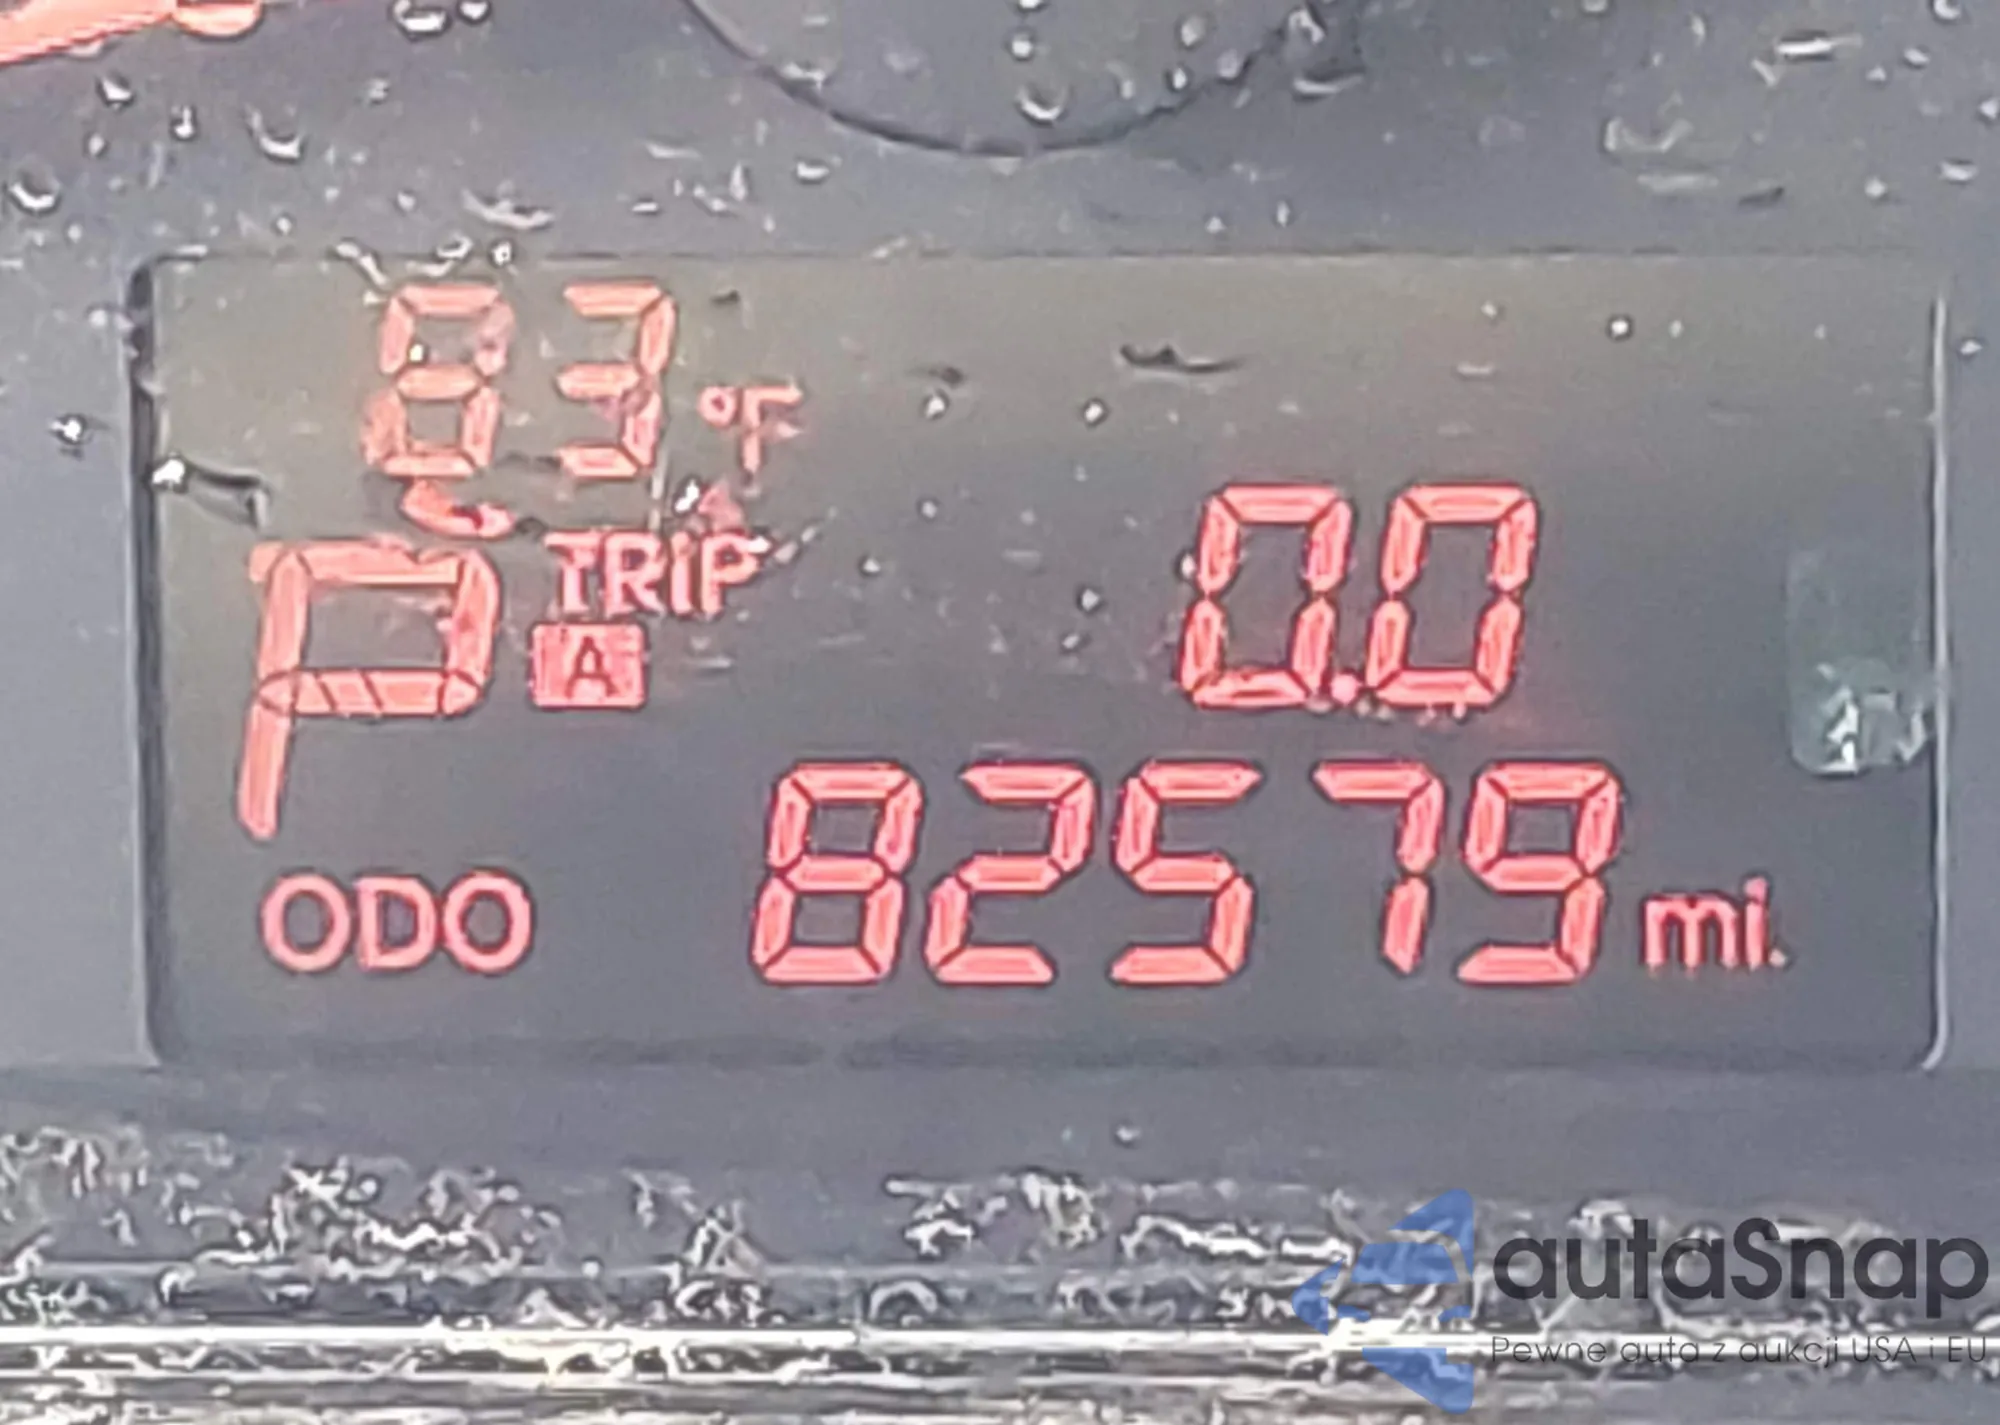 83 °F
P TRIP A 0.0
ODO 82579 mi.
autaSnap
Pewne auta z aukcji USA i EU